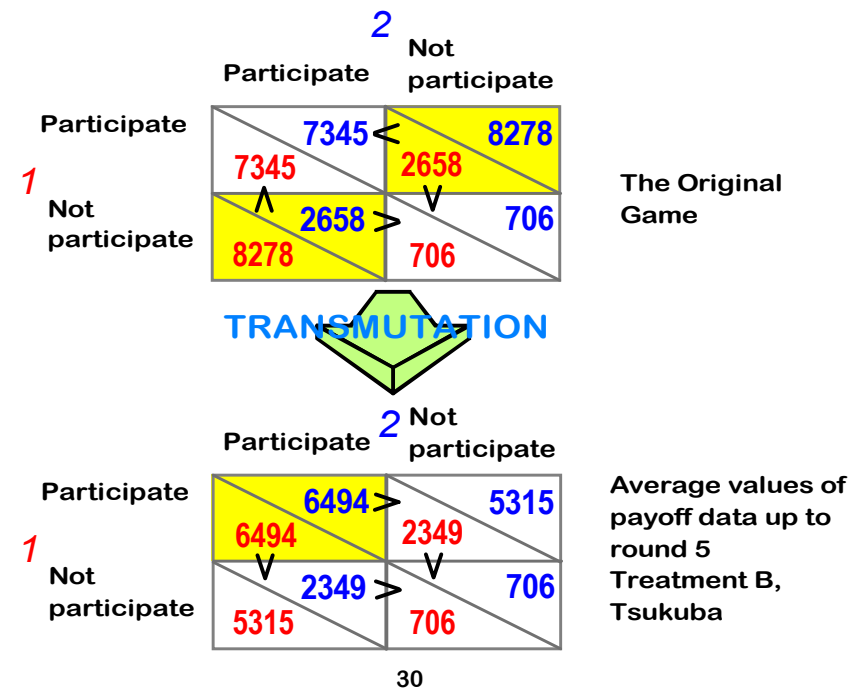 2
Participate
Not
participate
Participate
7345 < 8278
7345
2658
1
∧
∨
Not
participate
2658 > 706
8278
706
The Original
Game
TRANSMUTATION
2
Participate
Not
participate
Participate
6494 > 5315
6494
2349
1
∨
∨
Not
participate
2349 > 706
5315
706
Average values of
payoff data up to
round 5
Treatment B,
Tsukuba
30